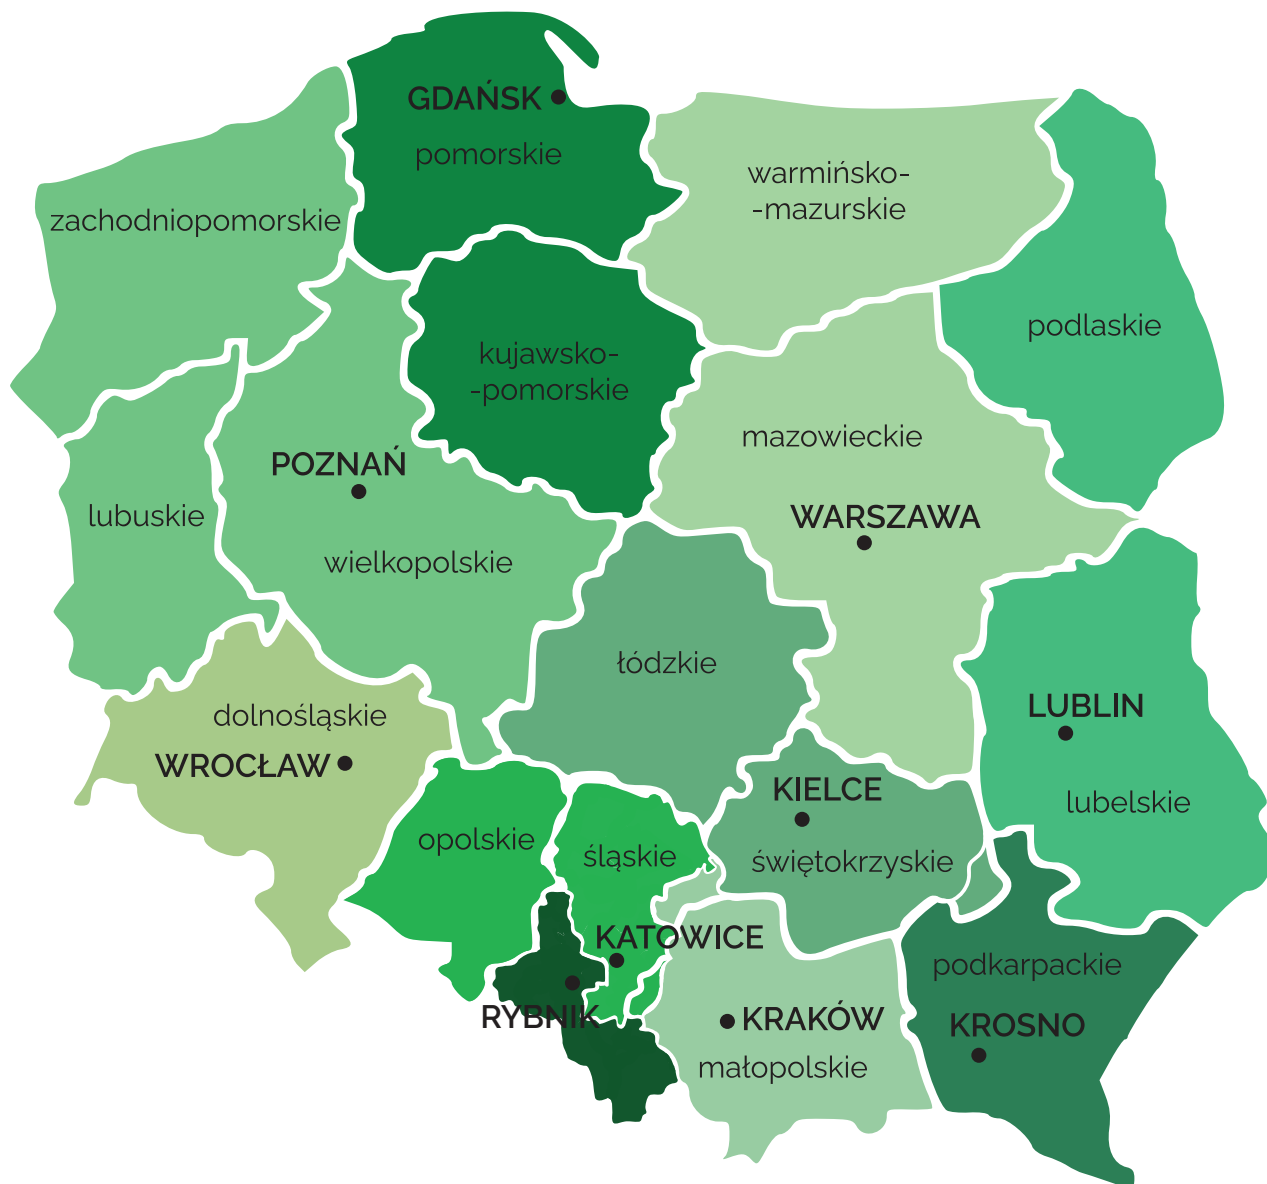 GDAŃSK
pomorskie
warmińsko-
-mazurskie
zachodniopomorskie
podlaskie
kujawsko-
-pomorskie
mazowieckie
POZNAŃ
lubuskie
WARSZAWA
wielkopolskie
łódzkie
LUBLIN
dolnośląskie
WROCŁAW
KIELCE
lubelskie
opolskie
śląskie
świętokrzyskie
KATOWICE
podkarpackie
RYBNIK
KRAKÓW
KROSNO
małopolskie